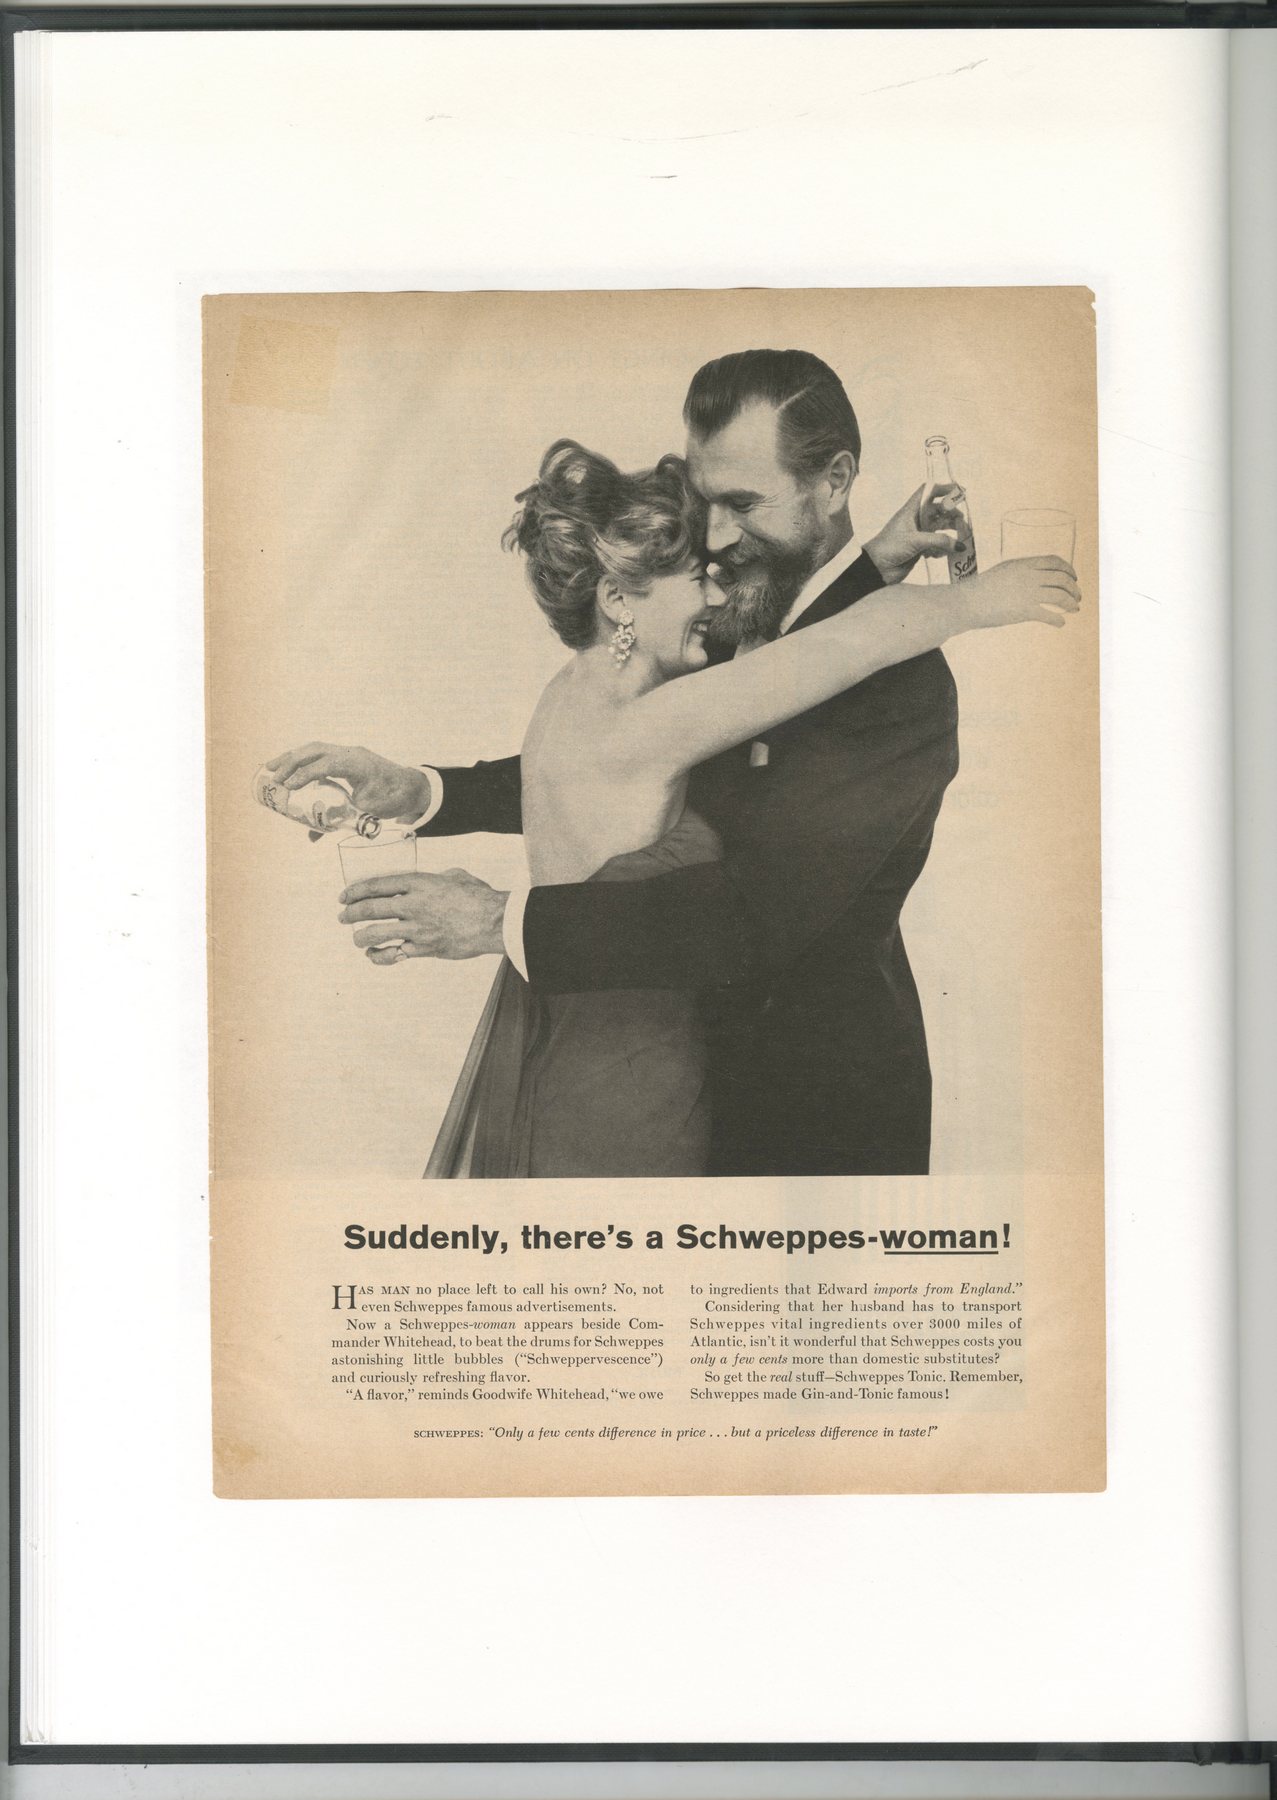 Sch
Suddenly, there's a Schweppes-woman!
HAS MAN no place left to call his own? No, not
even Schweppes famous advertisements.
Now a Schweppes-woman appears beside Com-
mander Whitehead, to beat the drums for Schweppes
astonishing little bubbles ("Schweppervescence")
and curiously refreshing flavor.
"A flavor," reminds Goodwife Whitehead, "we owe
to ingredients that Edward imports from England."
Considering that her husband has to transport
Schweppes vital ingredients over 3000 miles of
Atlantic, isn't it wonderful that Schweppes costs you
only a few cents more than domestic substitutes?
So get the real stuff—Schweppes Tonic. Remember,
Schweppes made Gin-and-Tonic famous!
SCHWEPPES: "Only a few cents difference in price . . . but a priceless difference in taste!"